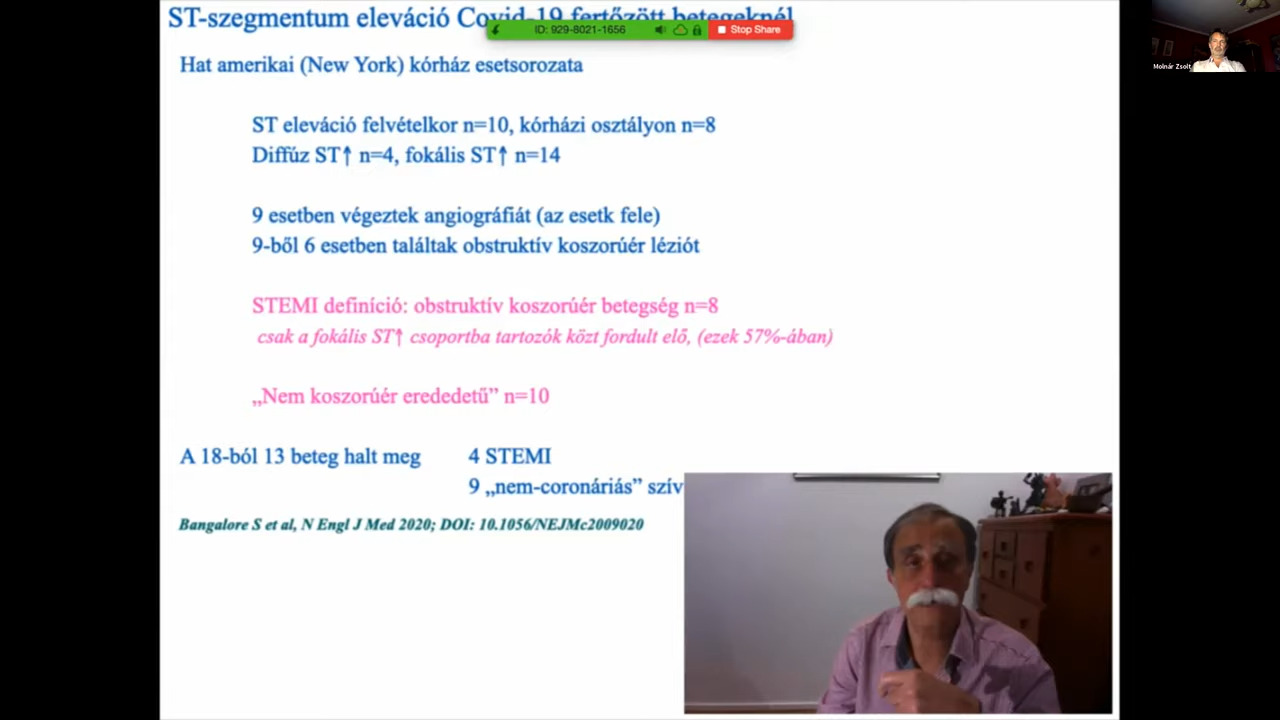 ST-szegmentum eleváció Covid-19 fertőzött betegeknél
ID: 929-8021-1656
Stop Share
Molnár Zsolt
Hat amerikai (New York) kórház esetsorozata
ST eleváció felvételkor n=10, kórházi osztályon n=8
Diffúz ST↑ n=4, fokális ST↑ n=14
9 esetben végeztek angiográfiát (az esetk fele)
9-ből 6 esetben találtak obstruktív koszorúér léziót
STEMI definíció: obstruktív koszorúér betegség n=8
csak a fokális ST↑ csoportba tartozók közt fordult elő, (ezek 57%-ában)
„Nem koszorúér erededetű” n=10
A 18-ból 13 beteg halt meg 4 STEMI
9 „nem-coronáriás” szív
Bangalore S et al, N Engl J Med 2020; DOI: 10.1056/NEJMc2009020